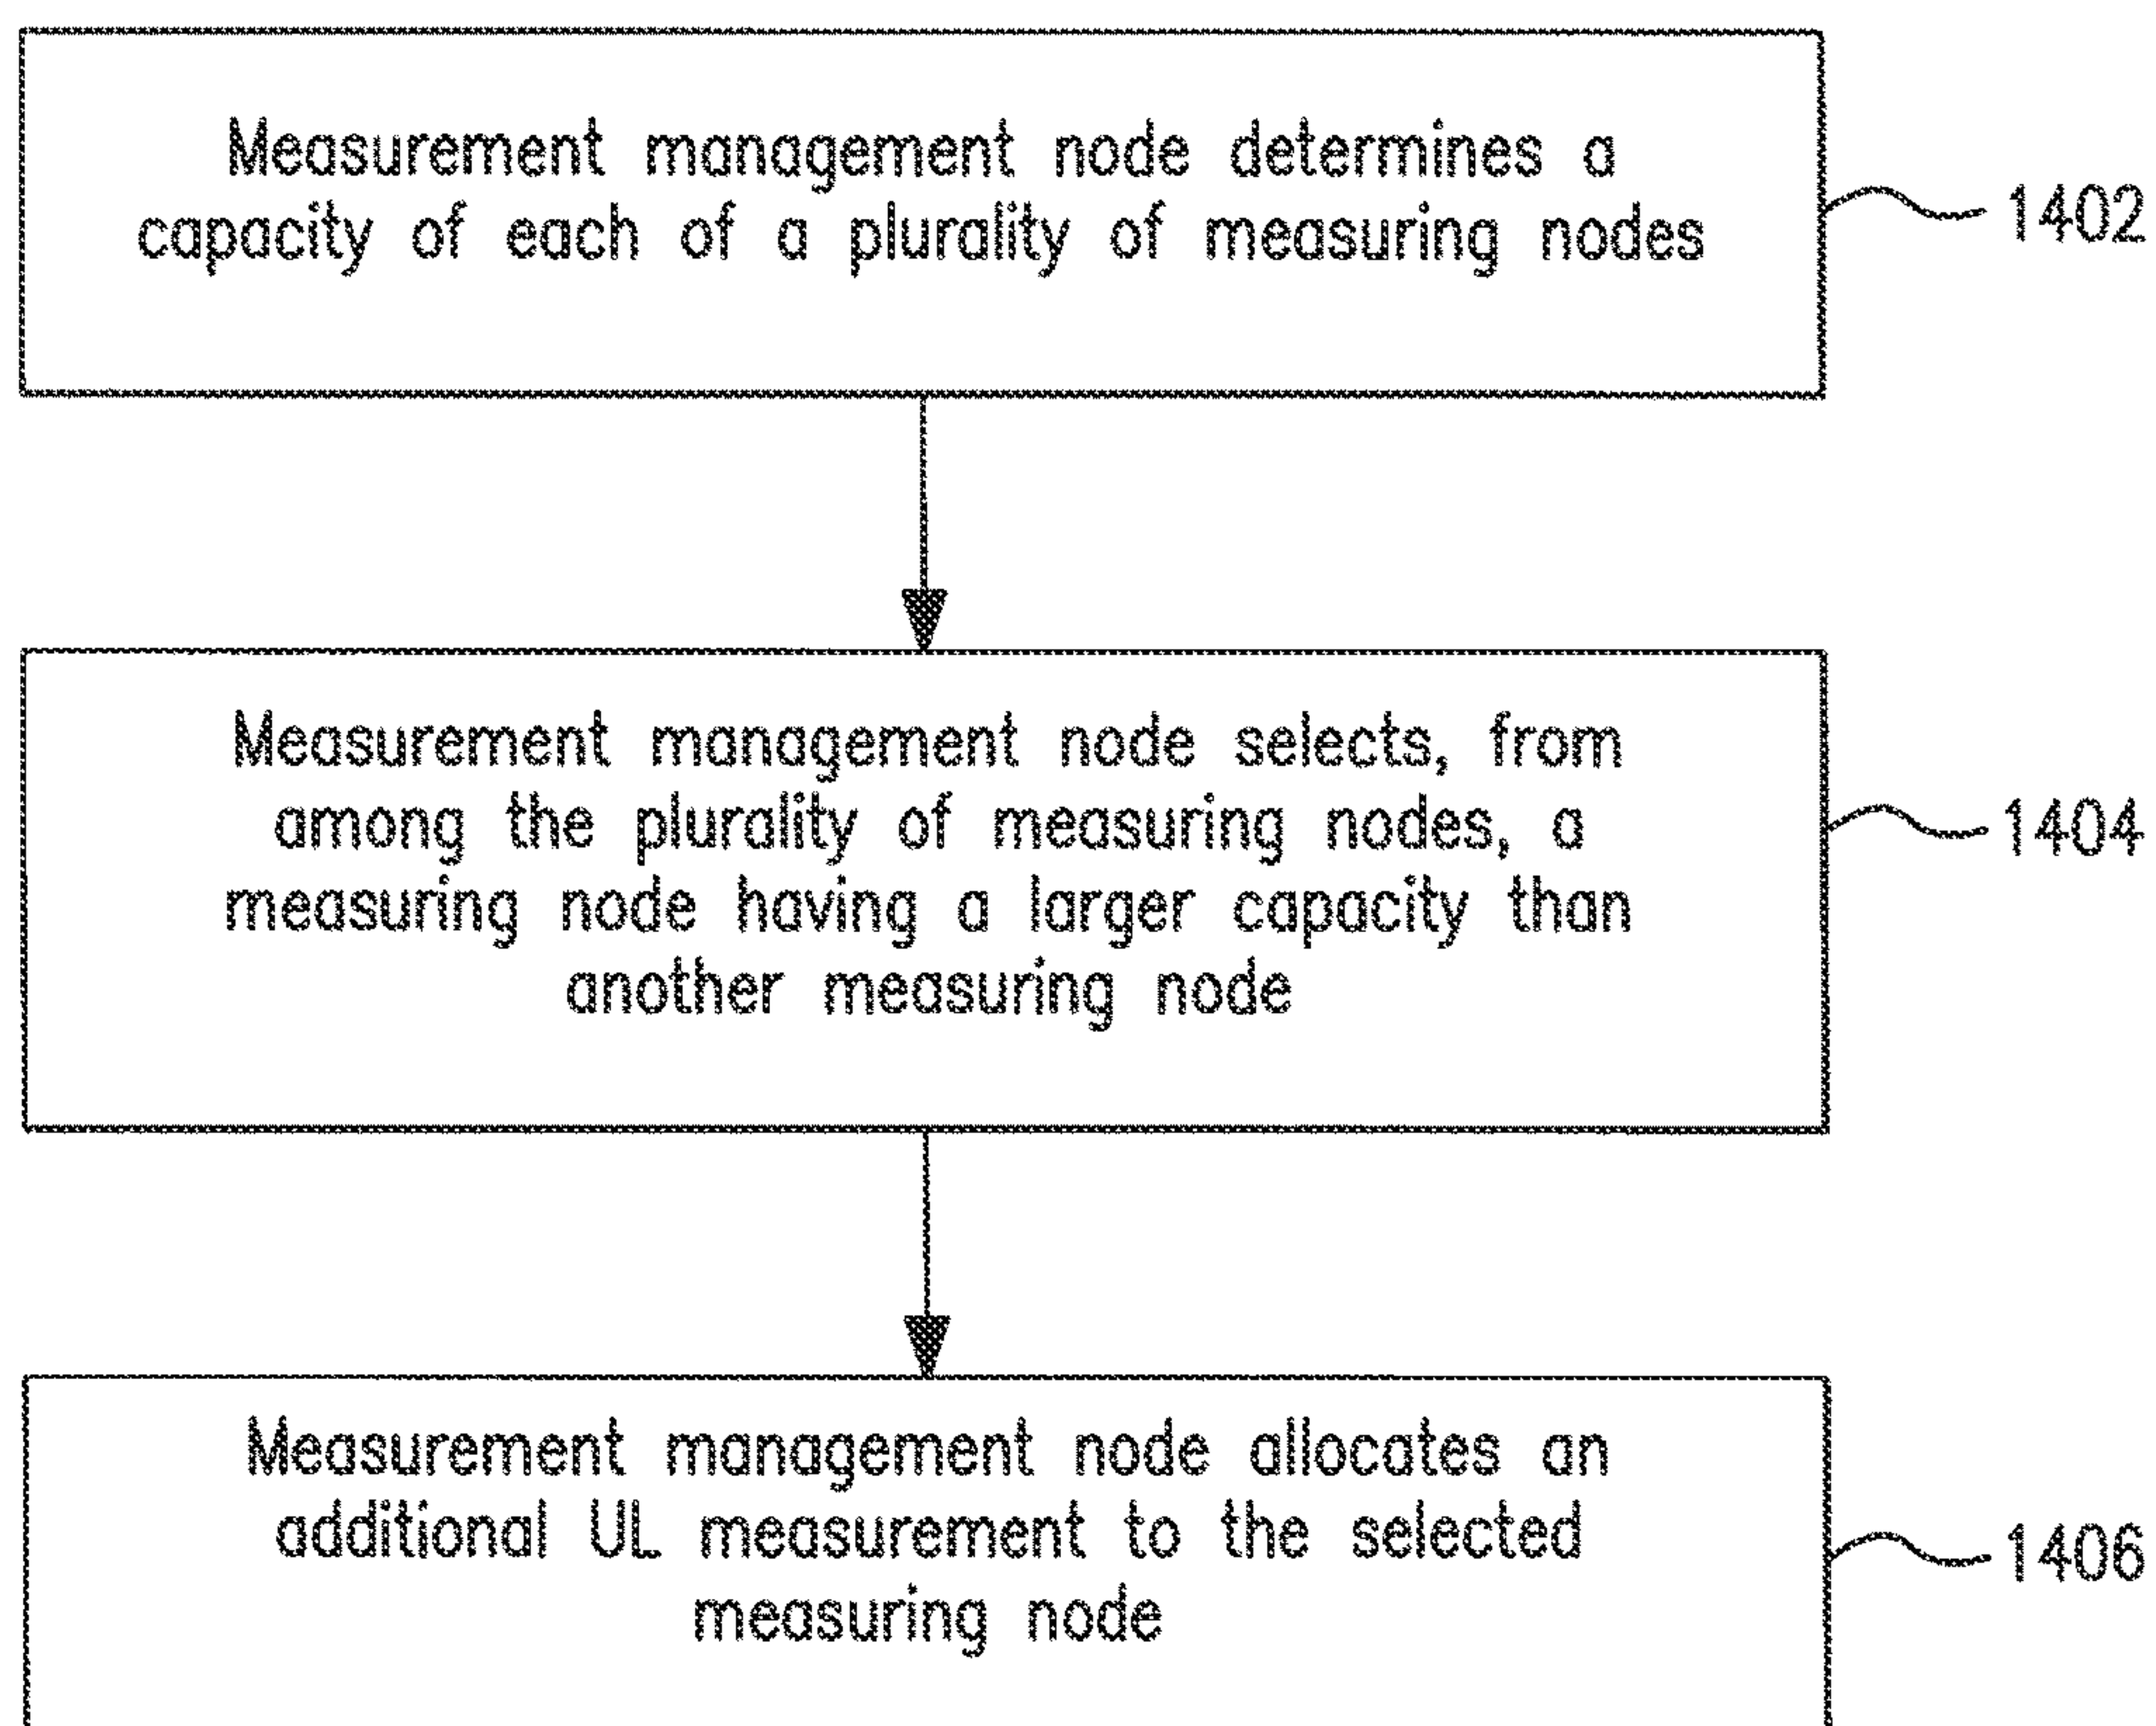 Measurement management node determines a
capacity of each of a plurality of measuring nodes
1402
Measurement management node selects, from
among the plurality of measuring nodes, a
measuring node having a larger capacity than
another measuring node
1404
Measurement management node allocates an
additional UL measurement to the selected
measuring node
1406